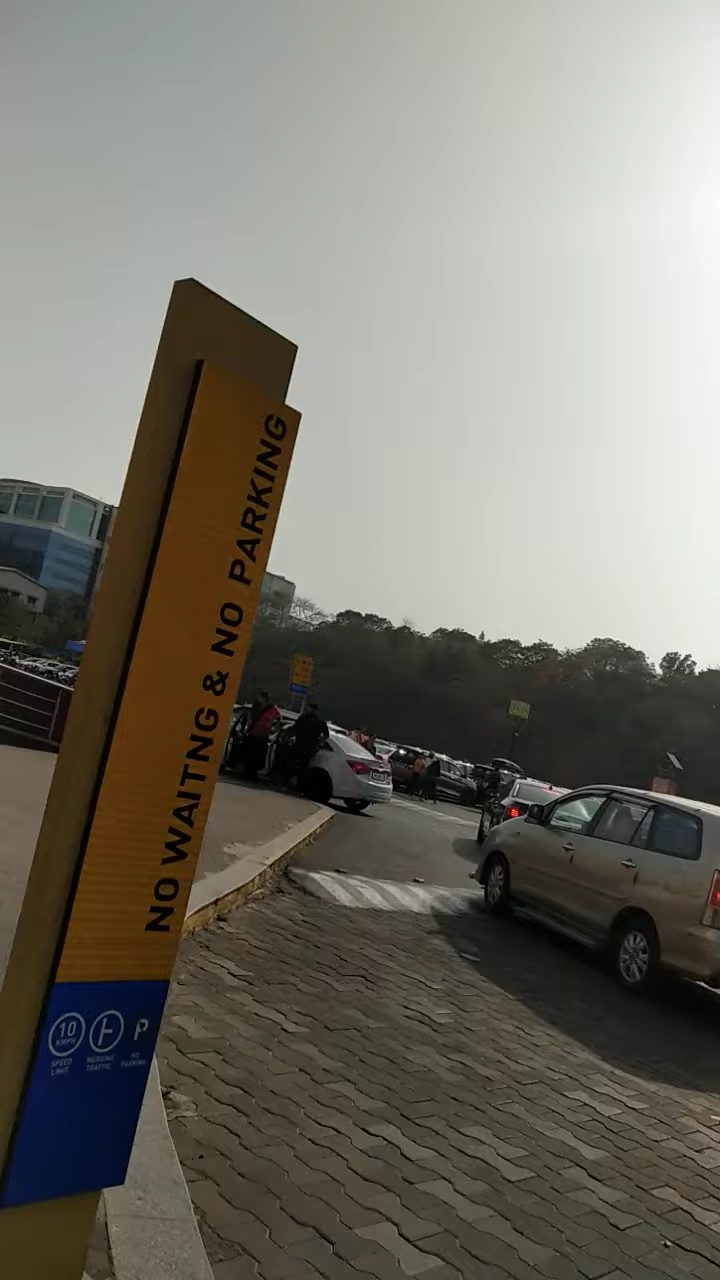 NO WAITNG & NO PARKING
10
KMPH
SPEED
LIMIT
MERGING
TRAFFIC
P
NO
PARKING